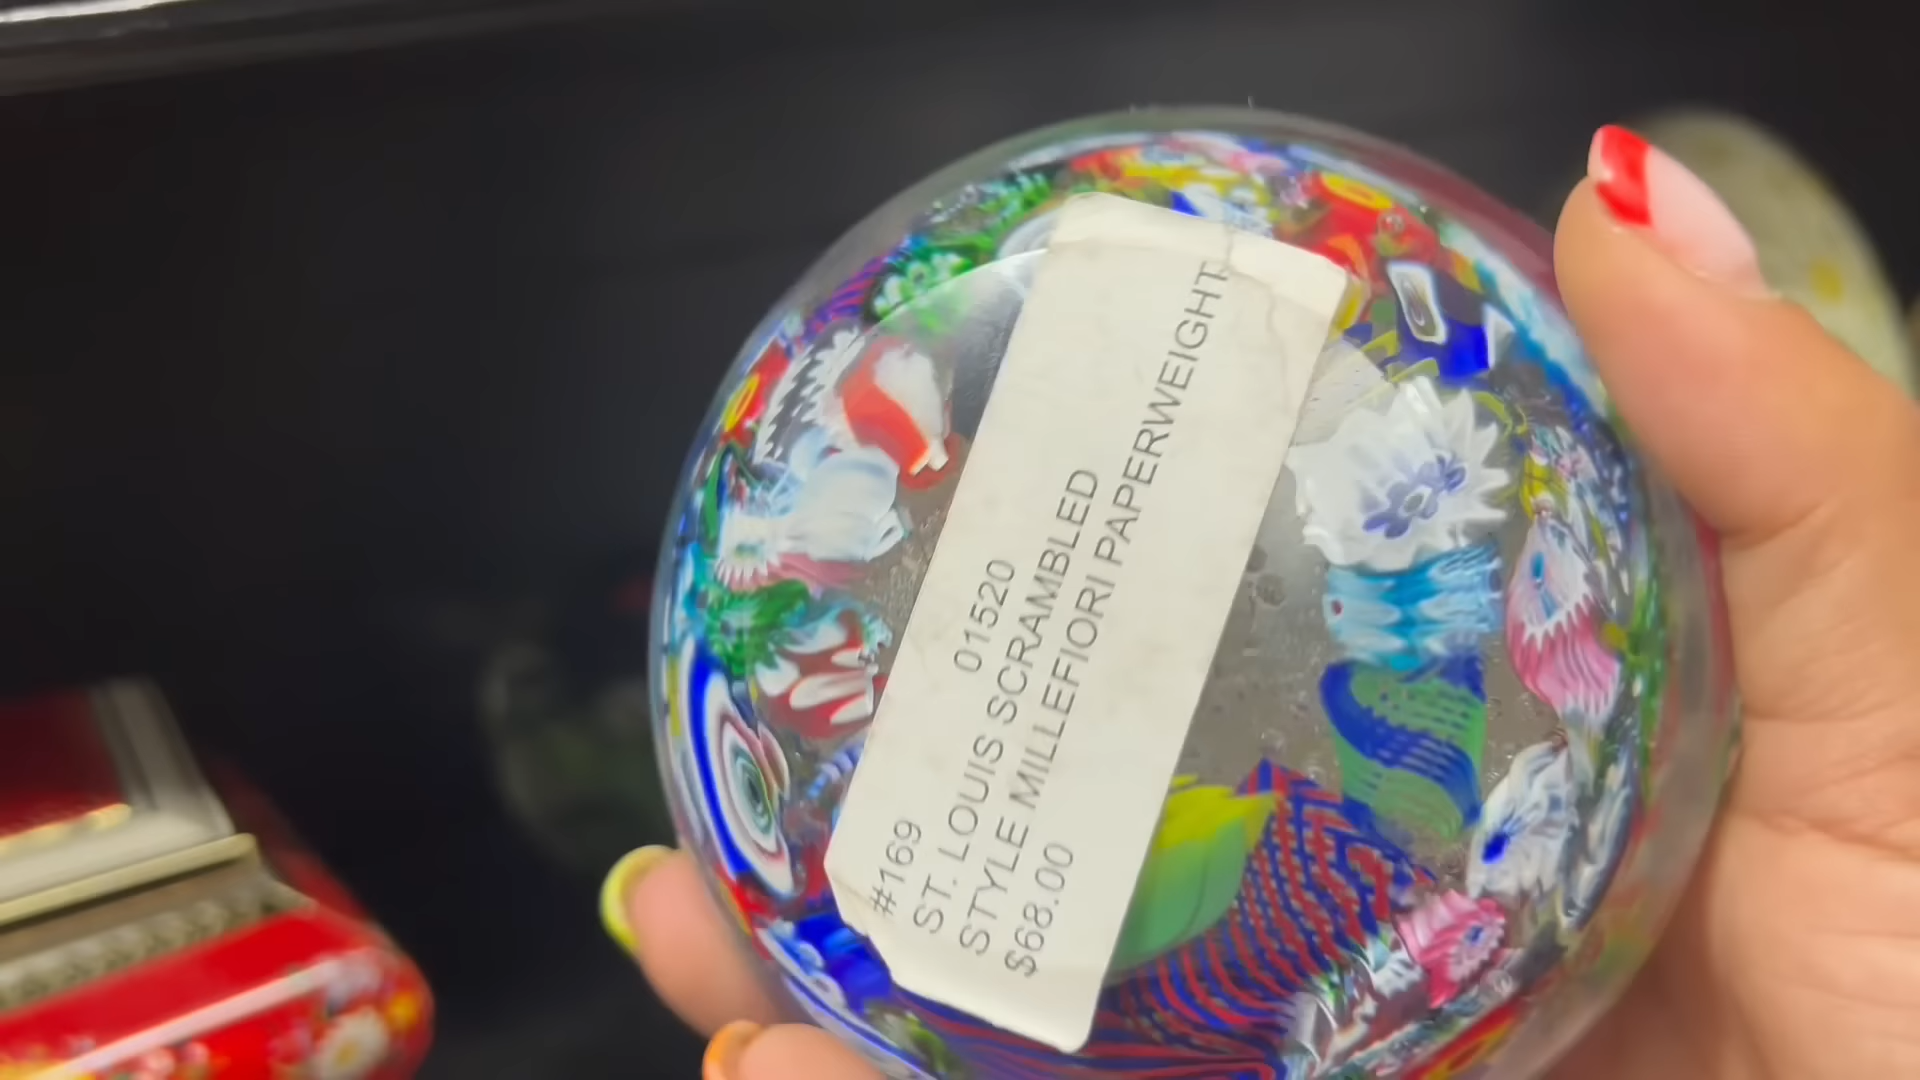 #169 01520
ST. LOUIS SCRAMBLED
STYLE MILLEFIORI PAPERWEIGHT
$68.00